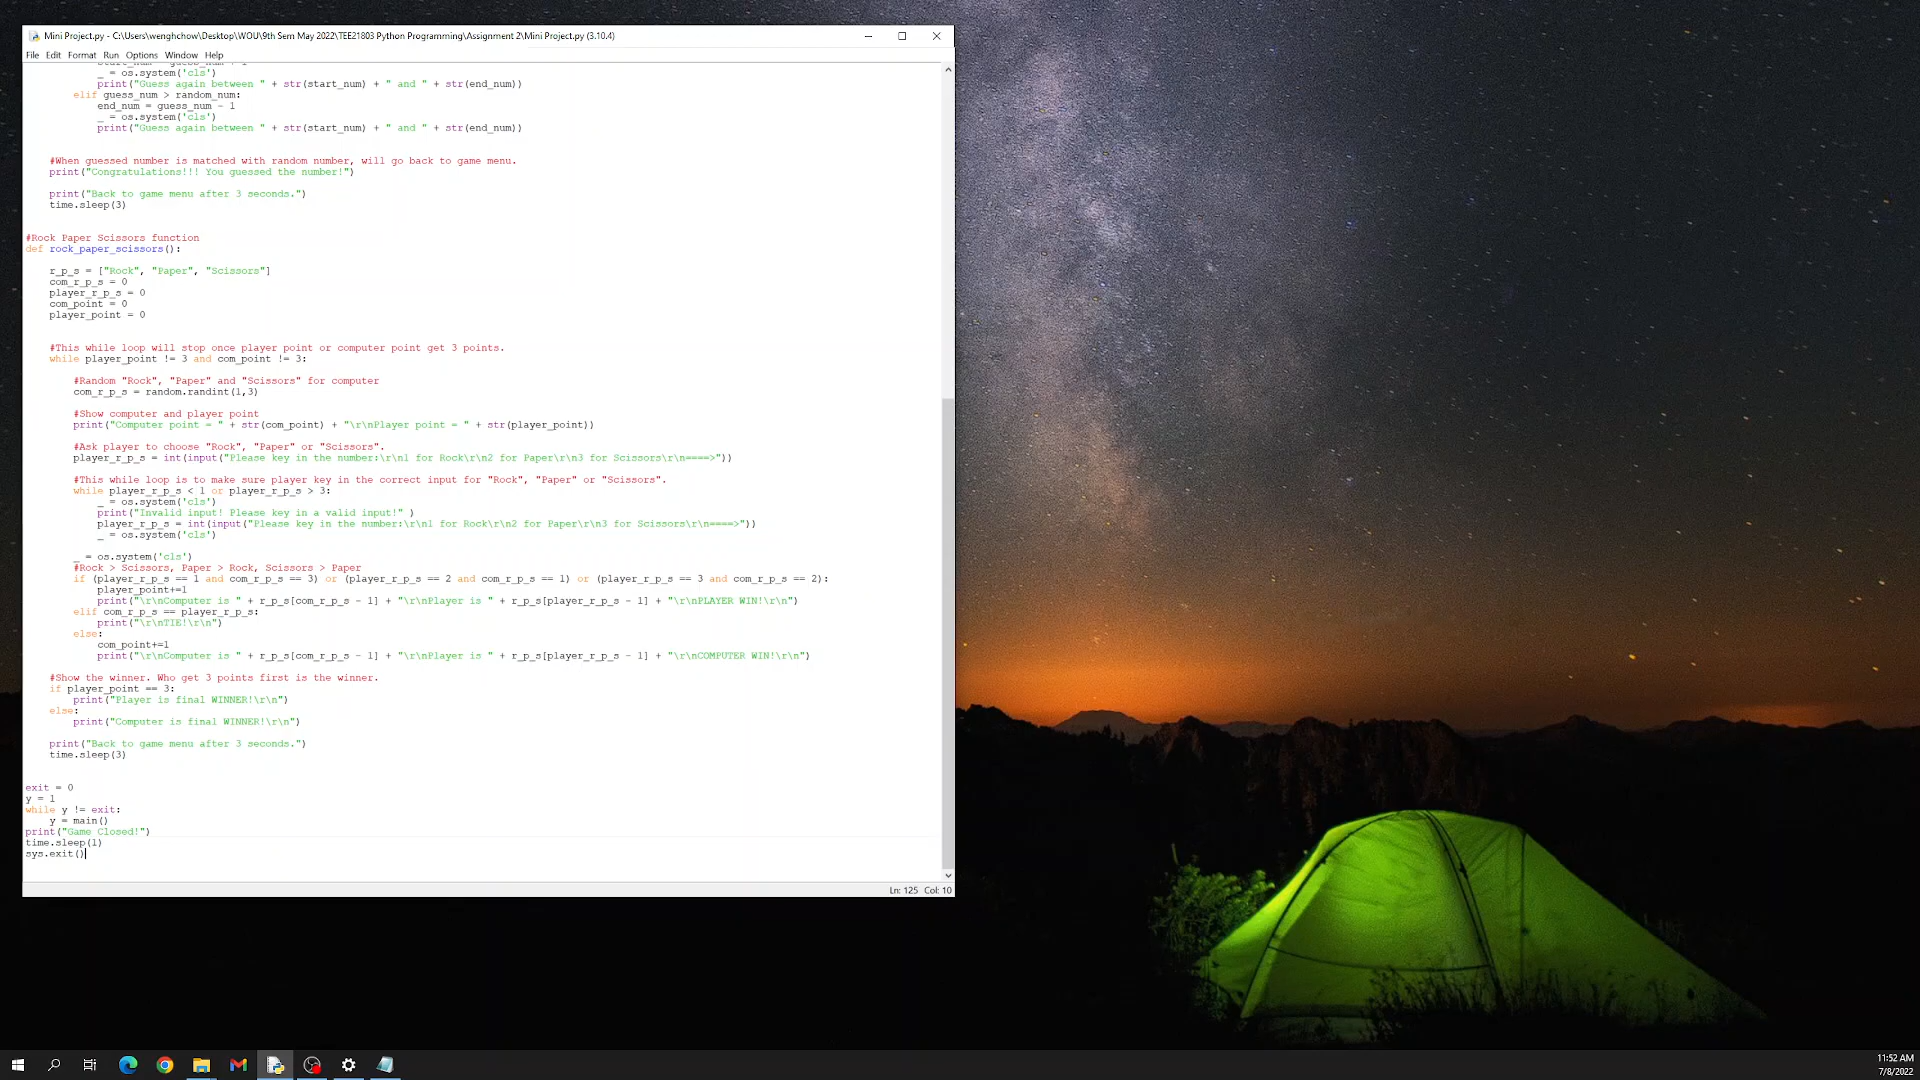 Mini Project.py - C:\Users\wenghchow\Desktop\WOU\9th Sem May 2022\TEE21803 Python Programming\Assignment 2\Mini Project.py (3.10.4)
File Edit Format Run Options Window Help
_ = os.system('cls')
print("Guess again between " + str(start_num) + " and " + str(end_num))
elif guess_num > random_num:
end_num = guess_num - 1
_ = os.system('cls')
print("Guess again between " + str(start_num) + " and " + str(end_num))
#When guessed number is matched with random number, will go back to game menu.
print("Congratulations!!! You guessed the number!")
print("Back to game menu after 3 seconds.")
time.sleep(3)
#Rock Paper Scissors function
def rock_paper_scissors():
r_p_s = ["Rock", "Paper", "Scissors"]
com_r_p_s = 0
player_r_p_s = 0
com_point = 0
player_point = 0
#This while loop will stop once player point or computer point get 3 points.
while player_point != 3 and com_point != 3:
#Random "Rock", "Paper" and "Scissors" for computer
com_r_p_s = random.randint(1,3)
#Show computer and player point
print("Computer point = " + str(com_point) + "\r\nPlayer point = " + str(player_point))
#Ask player to choose "Rock", "Paper" or "Scissors".
player_r_p_s = int(input("Please key in the number:\r\n1 for Rock\r\n2 for Paper\r\n3 for Scissors\r\n====>"))
#This while loop is to make sure player key in the correct input for "Rock", "Paper" or "Scissors".
while player_r_p_s < 1 or player_r_p_s > 3:
_ = os.system('cls')
print("Invalid input! Please key in a valid input!" )
player_r_p_s = int(input("Please key in the number:\r\n1 for Rock\r\n2 for Paper\r\n3 for Scissors\r\n====>"))
_ = os.system('cls')
_ = os.system('cls')
#Rock > Scissors, Paper > Rock, Scissors > Paper
if (player_r_p_s == 1 and com_r_p_s == 3) or (player_r_p_s == 2 and com_r_p_s == 1) or (player_r_p_s == 3 and com_r_p_s == 2):
player_point+=1
print("\r\nComputer is " + r_p_s[com_r_p_s - 1] + "\r\nPlayer is " + r_p_s[player_r_p_s - 1] + "\r\nPLAYER WIN!\r\n")
elif com_r_p_s == player_r_p_s:
print("\r\nTIE!\r\n")
else:
com_point+=1
print("\r\nComputer is " + r_p_s[com_r_p_s - 1] + "\r\nPlayer is " + r_p_s[player_r_p_s - 1] + "\r\nCOMPUTER WIN!\r\n")
#Show the winner. Who get 3 points first is the winner.
if player_point == 3:
print("Player is final WINNER!\r\n")
else:
print("Computer is final WINNER!\r\n")
print("Back to game menu after 3 seconds.")
time.sleep(3)
exit = 0
y = 1
while y != exit:
y = main()
print("Game Closed!")
time.sleep(1)
sys.exit()
Ln: 125 Col: 10
11:52 AM
7/8/2022